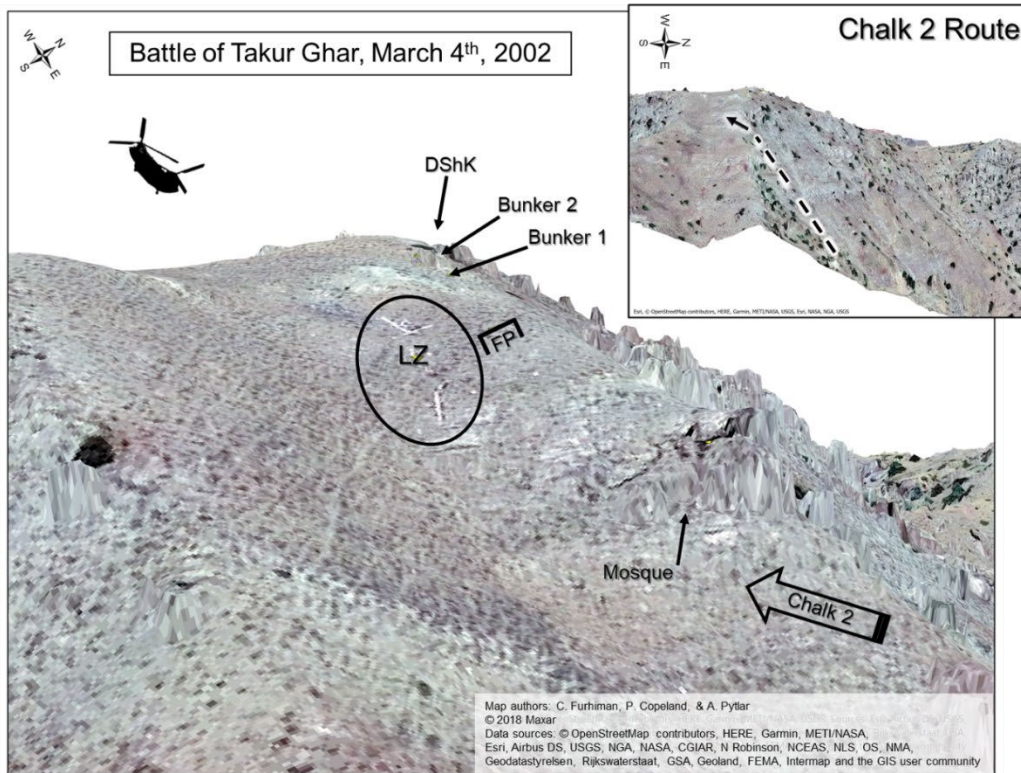 Battle of Takur Ghar, March 4th, 2002
W
N
S
E
DShK
Bunker 2
Bunker 1
LZ
FP
Mosque
Chalk 2
Chalk 2 Route
N
W
E
S
Esri, © OpenStreetMap contributors, HERE, Garmin, METI/NASA, USGS, Esri, NASA, NGA, USGS
Map authors: C. Furhiman, P. Copeland, & A. Pytlar
© 2018 Maxar
Data sources: © OpenStreetMap contributors, HERE, Garmin, METI/NASA,
Esri, Airbus DS, USGS, NGA, NASA, CGIAR, N Robinson, NCEAS, NLS, OS, NMA,
Geodatastyrelsen, Rijkswaterstaat, GSA, Geoland, FEMA, Intermap and the GIS user community